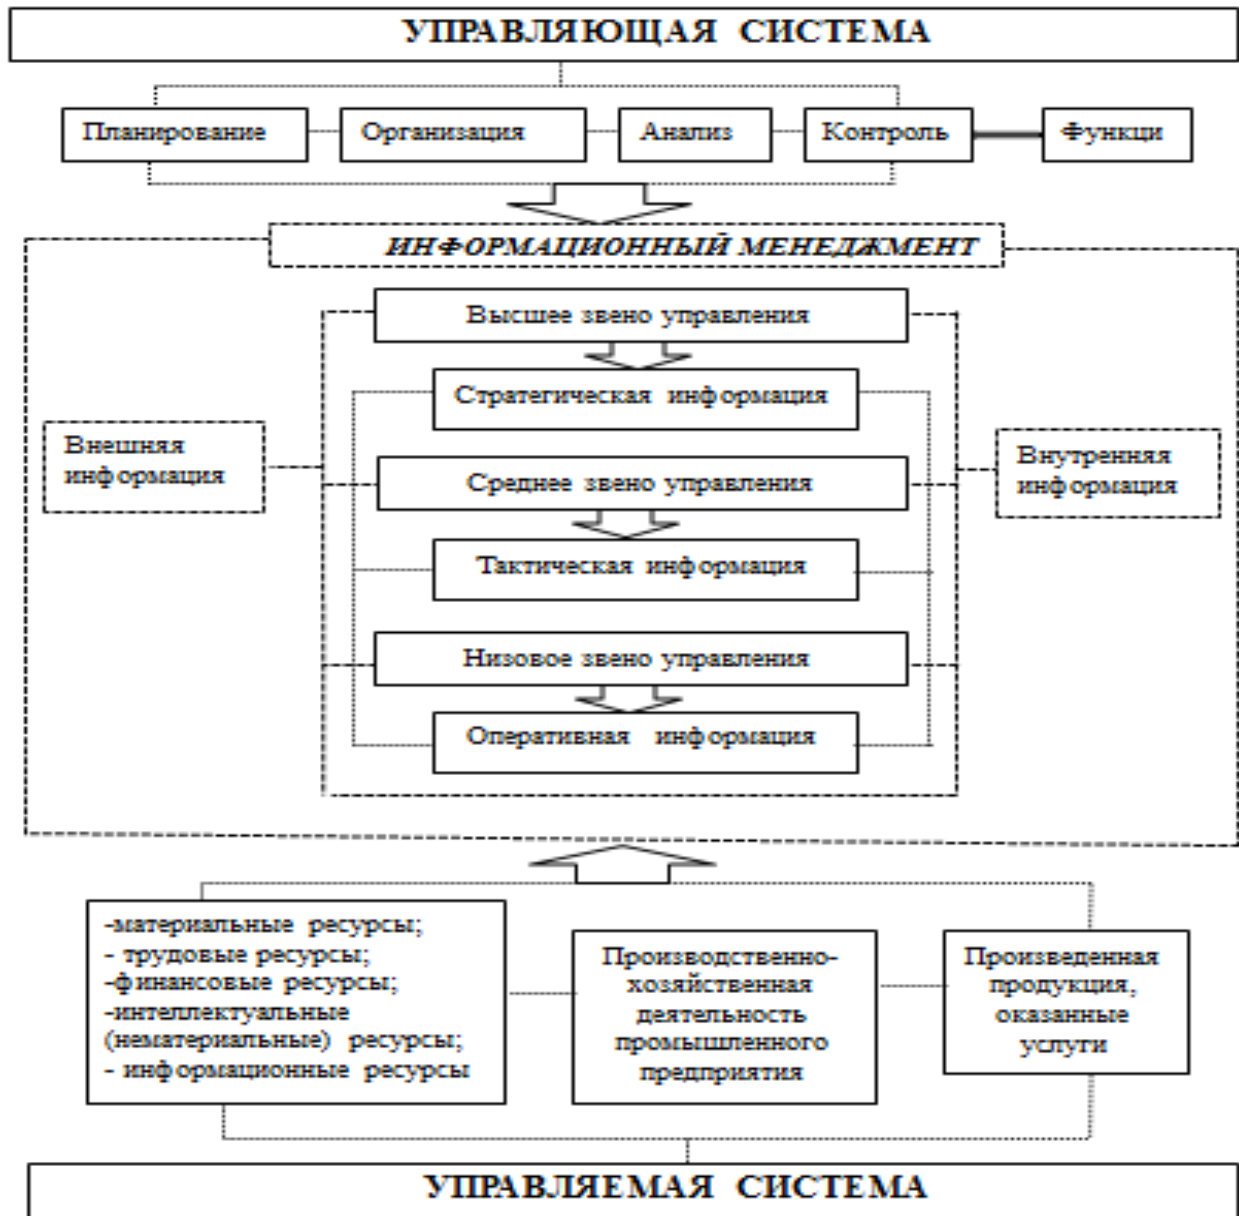 УПРАВЛЯЮЩАЯ СИСТЕМА
Планирование
Организация
Анализ
Контроль
Функци
ИНФОРМАЦИОННЫЙ МЕНЕДЖМЕНТ
Высшее звено управления
Стратегическая информация
Внешняя
информация
Среднее звено управления
Внутренняя
информация
Тактическая информация
Низовое звено управления
Оперативная информация
-материальные ресурсы;
- трудовые ресурсы;
-финансовые ресурсы;
-интеллектуальные
(нематериальные) ресурсы;
- информационные ресурсы
Производственно-
хозяйственная
деятельность
промышленного
предприятия
Произведенная
продукция,
оказанные
услуги
УПРАВЛЯЕМАЯ СИСТЕМА